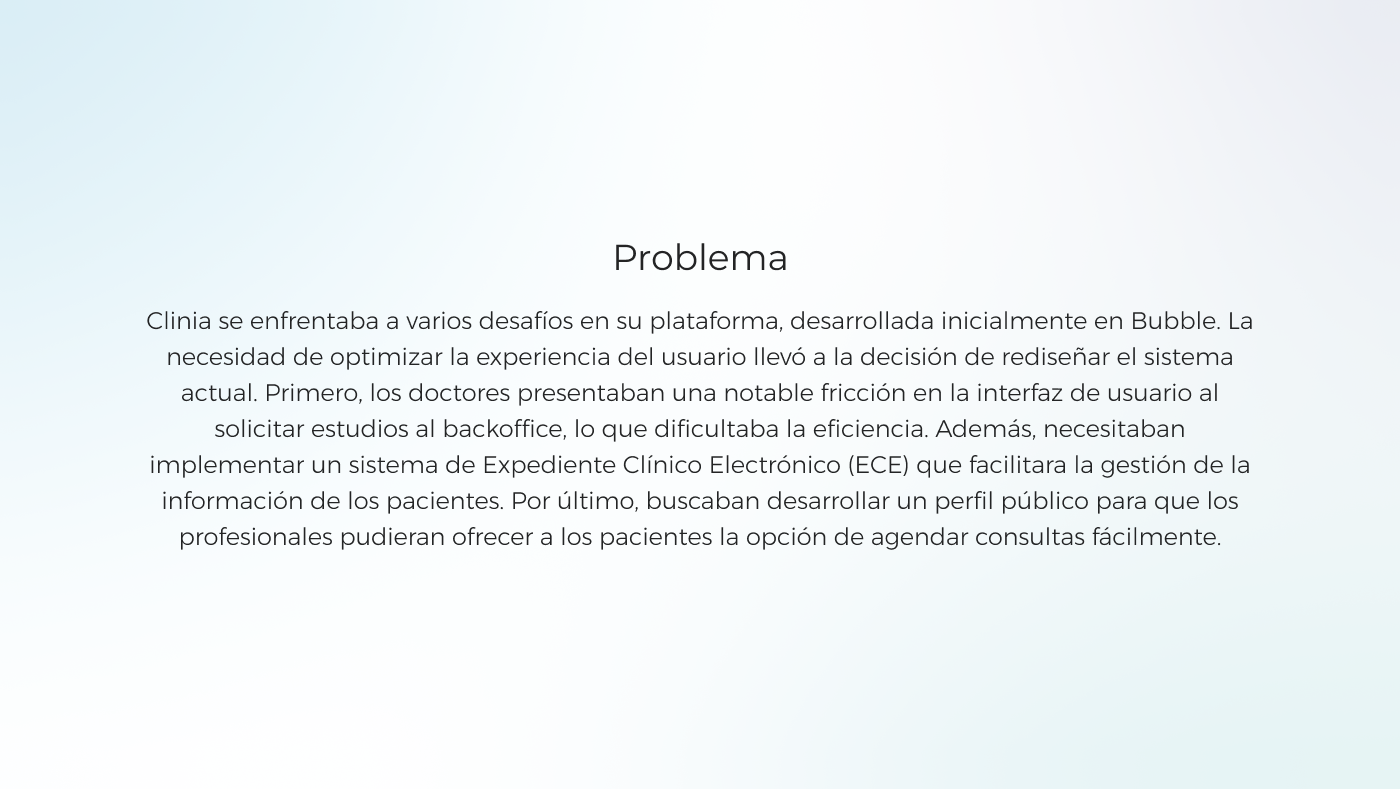 Problema
Clinia se enfrentaba a varios desafíos en su plataforma, desarrollada inicialmente en Bubble. La
necesidad de optimizar la experiencia del usuario llevó a la decisión de rediseñar el sistema
actual. Primero, los doctores presentaban una notable fricción en la interfaz de usuario al
solicitar estudios al backoffice, lo que dificultaba la eficiencia. Además, necesitaban
implementar un sistema de Expediente Clínico Electrónico (ECE) que facilitara la gestión de la
información de los pacientes. Por último, buscaban desarrollar un perfil público para que los
profesionales pudieran ofrecer a los pacientes la opción de agendar consultas fácilmente.